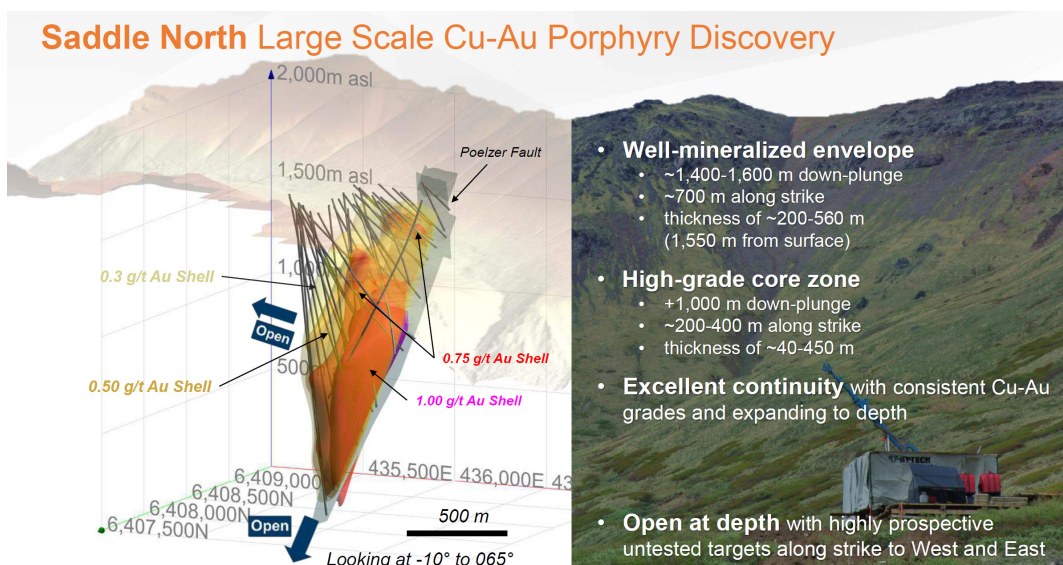 Saddle North Large Scale Cu-Au Porphyry Discovery
2,000m asl
Poelzer Fault
1,500m asl
0.3 g/t Au Shell
1,0
Open
0.75 g/t Au Shell
500
0.50 g/t Au Shell
1.00 g/t Au Shell
6,409,000N
435,500E
436,000E
43
6,408,500N
6,408,000N
6,407,500N
Open
500 m
Looking at -10° to 065°
• Well-mineralized envelope
• ~1,400-1,600 m down-plunge
• ~700 m along strike
• thickness of ~200-560 m
(1,550 m from surface)
• High-grade core zone
• +1,000 m down-plunge
• ~200-400 m along strike
• thickness of ~40-450 m
• Excellent continuity with consistent Cu-Au
grades and expanding to depth
• Open at depth with highly prospective
untested targets along strike to West and East